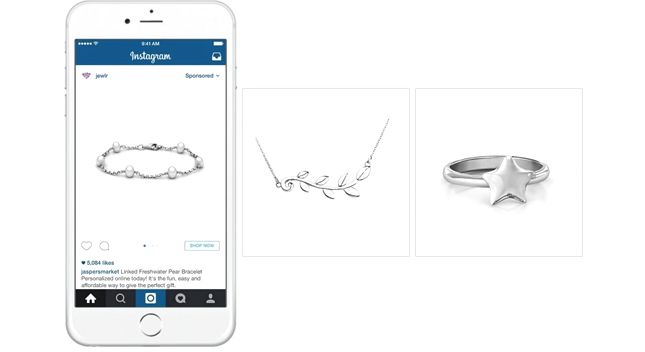 9:41 AM
Instagram
jewlr
Sponsored
SHOP NOW
5,084 likes
jaspersmarket Linked Freshwater Pear Bracelet
Personalized online today! It's the fun, easy and
affordable way to give the perfect gift.